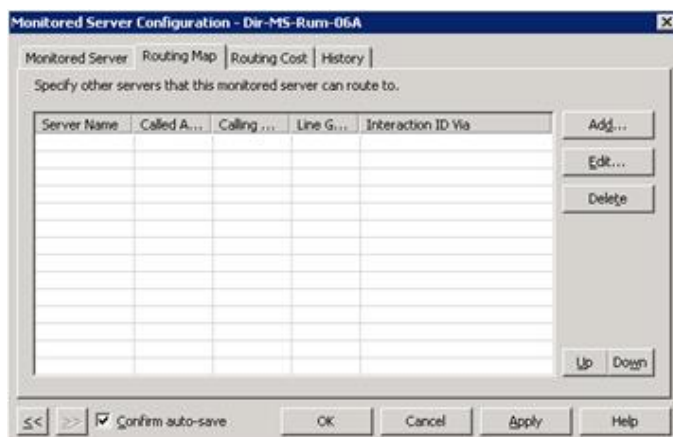 Monitored Server Configuration - Dir-MS-Rum-06A
Monitored Server Routing Map Routing Cost History
Specify other servers that this monitored server can route to.
Server Name Called A... Calling ... Line G... Interaction ID Via
Add...
Edit...
Delete
Up Down
<< >> Confirm auto-save OK Cancel Apply Help